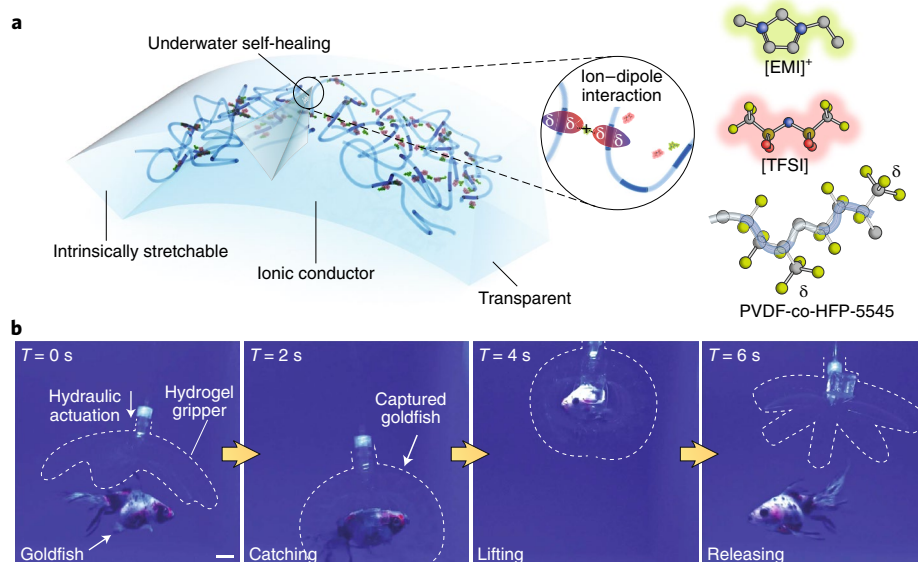 a
Underwater self-healing
Ion–dipole
interaction
δ δ + δ δ
Intrinsically stretchable
Ionic conductor
Transparent
[EMI]⁺
[TFSI]
δ
δ
PVDF-co-HFP-5545
b
T = 0 s
Hydraulic
actuation
Hydrogel
gripper
Goldfish
T = 2 s
Captured
goldfish
Catching
T = 4 s
Lifting
T = 6 s
Releasing